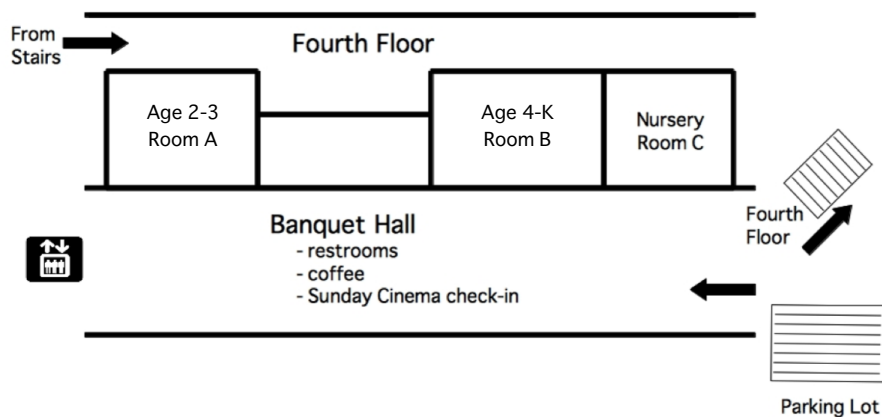 From
Stairs
Fourth Floor
Age 2-3
Room A
Age 4-K
Room B
Nursery
Room C
Banquet Hall
- restrooms
- coffee
- Sunday Cinema check-in
Fourth
Floor
Parking Lot